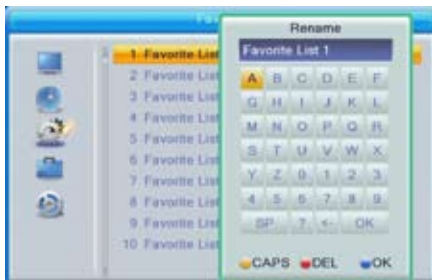 Rename
Favorite List 1
1 Favorite List
2 Favorite List
3 Favorite List
4 Favorite List
5 Favorite List
6 Favorite List
7 Favorite List
8 Favorite List
9 Favorite List
10 Favorite List
A B C D E F
G H I J K L
M N O P Q R
S T U V W X
Y Z 0 1 2 3
4 5 6 7 8 9
SP ? <- OK
CAPS DEL OK